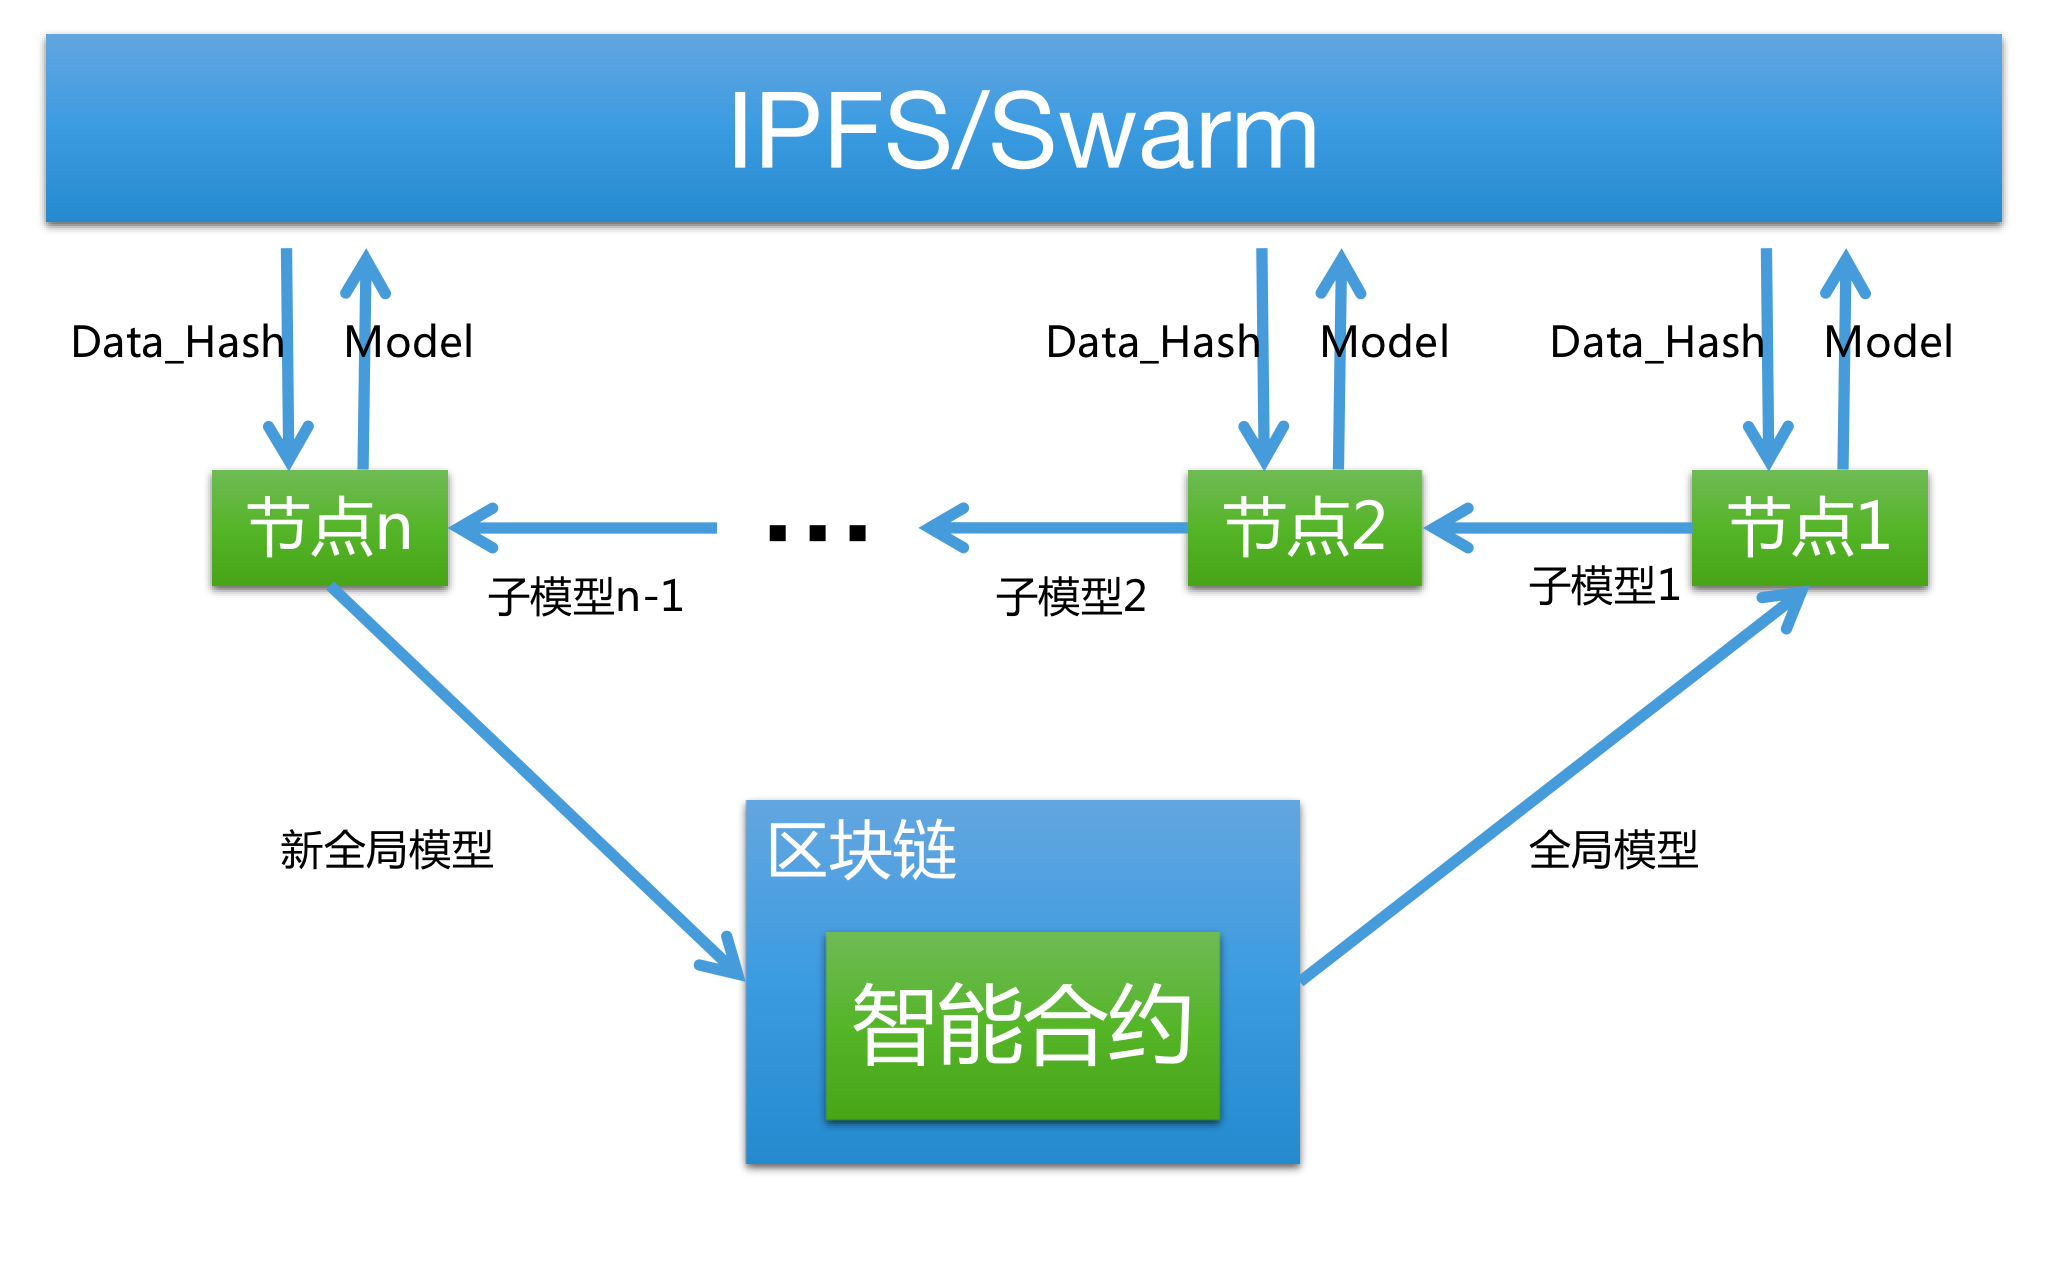 IPFS/Swarm
Data_Hash
Model
Data_Hash
Model
Data_Hash
Model
节点n
...
节点2
节点1
子模型n-1
子模型2
子模型1
新全局模型
区块链
全局模型
智能合约